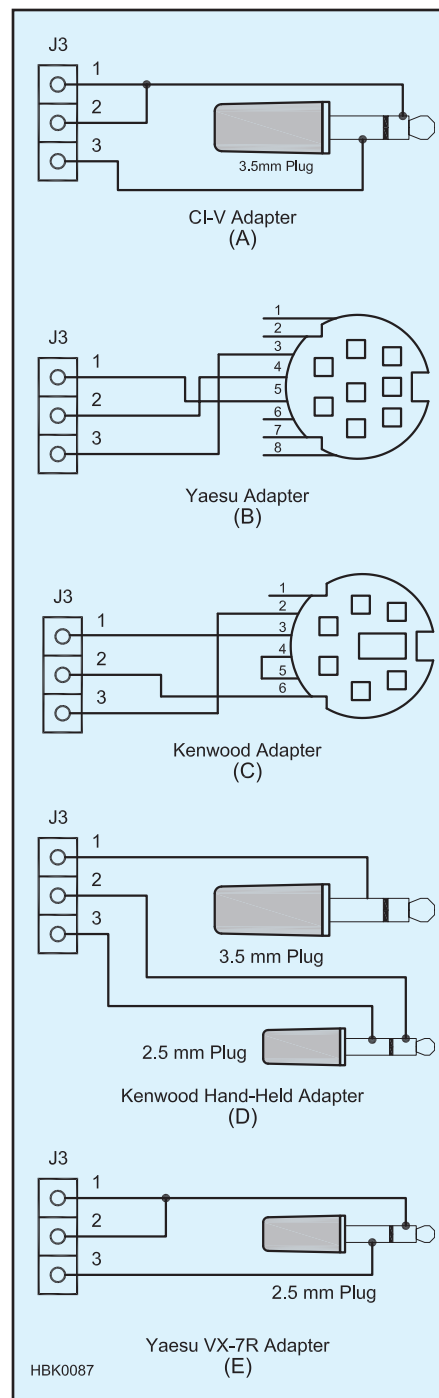 J3
1
2
3
3.5mm Plug
CI-V Adapter
(A)
J3
1
2
3
1
2
3
4
5
6
7
8
Yaesu Adapter
(B)
J3
1
2
3
1
2
3
4
5
6
Kenwood Adapter
(C)
J3
1
2
3
3.5 mm Plug
2.5 mm Plug
Kenwood Hand-Held Adapter
(D)
J3
1
2
3
2.5 mm Plug
Yaesu VX-7R Adapter
(E)
HBK0087